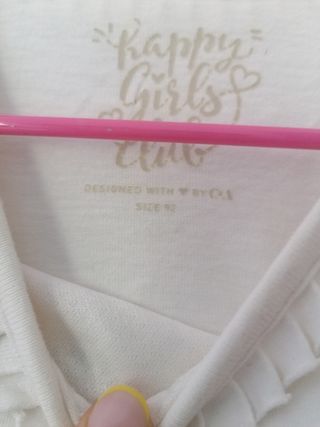 Happy
Girls
Club
DESIGNED WITH ♥ BY C&A
SIZE 92